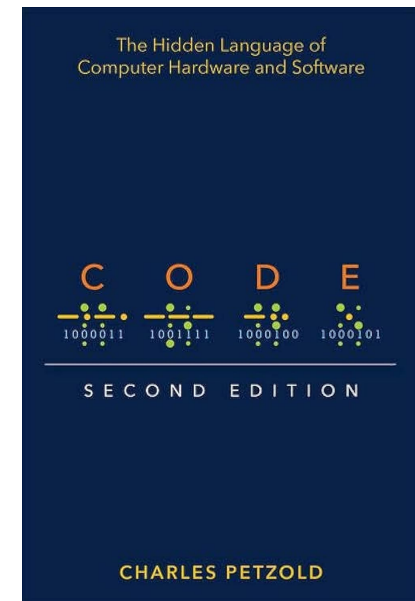 The Hidden Language of
Computer Hardware and Software
C O D E
1000011 1001111 1000100 1000101
SECOND EDITION
CHARLES PETZOLD